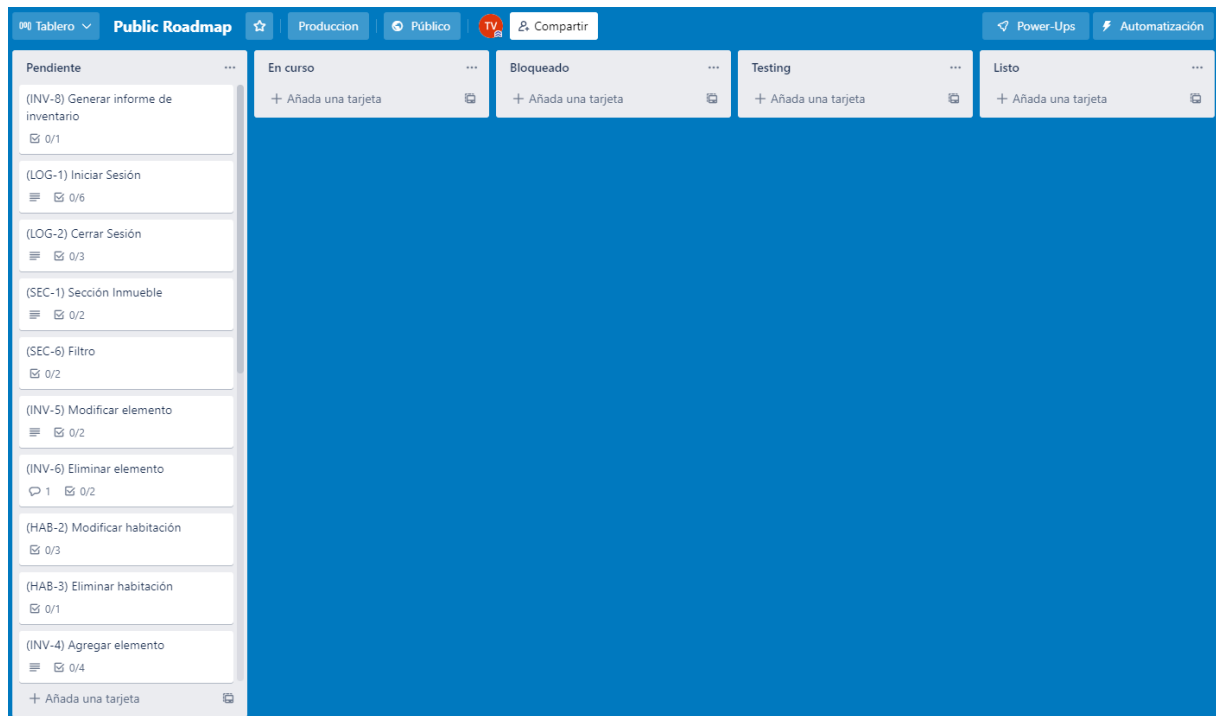 Tablero
Public Roadmap
Produccion
Público
TV
Compartir
Power-Ups
Automatización
Pendiente
(INV-8) Generar informe de
inventario
0/1
(LOG-1) Iniciar Sesión
0/6
(LOG-2) Cerrar Sesión
0/3
(SEC-1) Sección Inmueble
0/2
(SEC-6) Filtro
0/2
(INV-5) Modificar elemento
0/2
(INV-6) Eliminar elemento
1 0/2
(HAB-2) Modificar habitación
0/3
(HAB-3) Eliminar habitación
0/1
(INV-4) Agregar elemento
0/4
+ Añada una tarjeta
En curso
+ Añada una tarjeta
Bloqueado
+ Añada una tarjeta
Testing
+ Añada una tarjeta
Listo
+ Añada una tarjeta